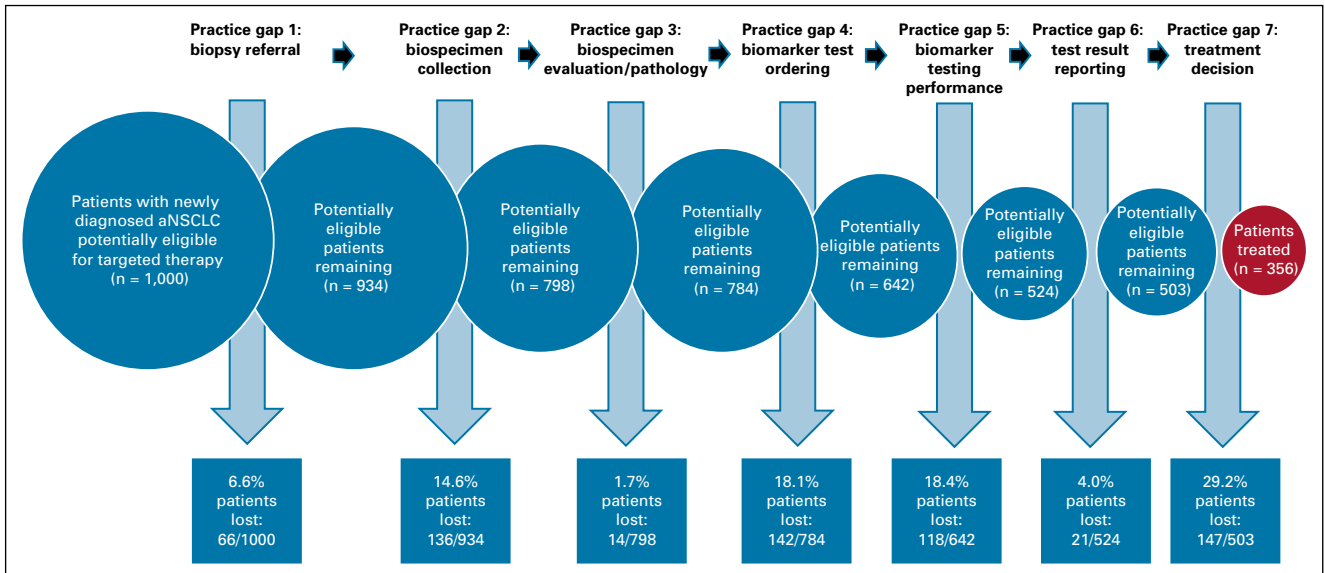 Practice gap 1:
biopsy referral
Practice gap 2:
biospecimen
collection
Practice gap 3:
biospecimen
evaluation/pathology
Practice gap 4:
biomarker test
ordering
Practice gap 5:
biomarker
testing
performance
Practice gap 6:
test result
reporting
Practice gap 7:
treatment
decision
Patients with newly
diagnosed aNSCLC
potentially eligible
for targeted therapy
(n = 1,000)
Potentially
eligible
patients
remaining
(n = 934)
Potentially
eligible
patients
remaining
(n = 798)
Potentially
eligible
patients
remaining
(n = 784)
Potentially
eligible patients
remaining
(n = 642)
Potentially
eligible
patients
remaining
(n = 524)
Potentially
eligible
patients
remaining
(n = 503)
Patients
treated
(n = 356)
6.6%
patients
lost:
66/1000
14.6%
patients
lost:
136/934
1.7%
patients
lost:
14/798
18.1%
patients
lost:
142/784
18.4%
patients
lost:
118/642
4.0%
patients
lost:
21/524
29.2%
patients
lost:
147/503